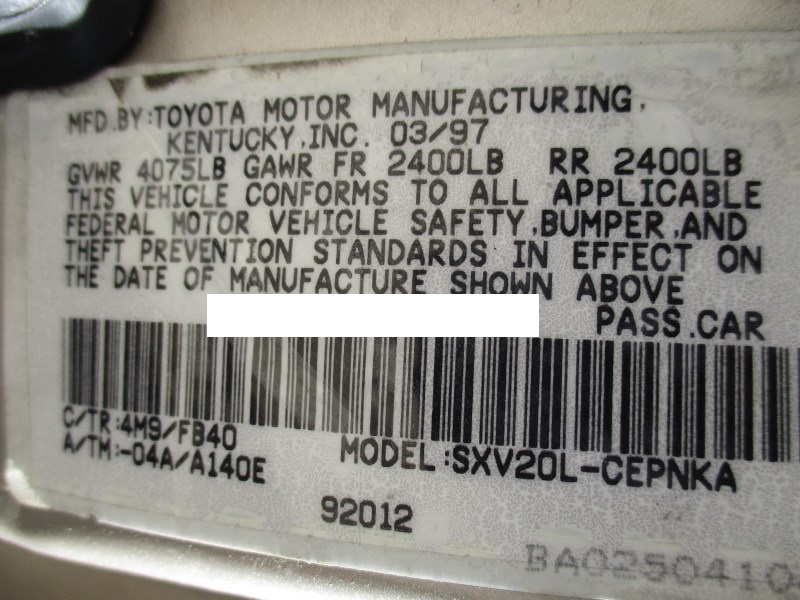 MFD.BY:TOYOTA MOTOR MANUFACTURING,
KENTUCKY,INC. 03/97
GVWR 4075LB GAWR FR 2400LB RR 2400LB
THIS VEHICLE CONFORMS TO ALL APPLICABLE
FEDERAL MOTOR VEHICLE SAFETY,BUMPER,AND
THEFT PREVENTION STANDARDS IN EFFECT ON
THE DATE OF MANUFACTURE SHOWN ABOVE
PASS.CAR
C/TR:4M9/FB40
A/TM:-04A/A140E
MODEL:SXV20L-CEPNKA
92012
BA02504104